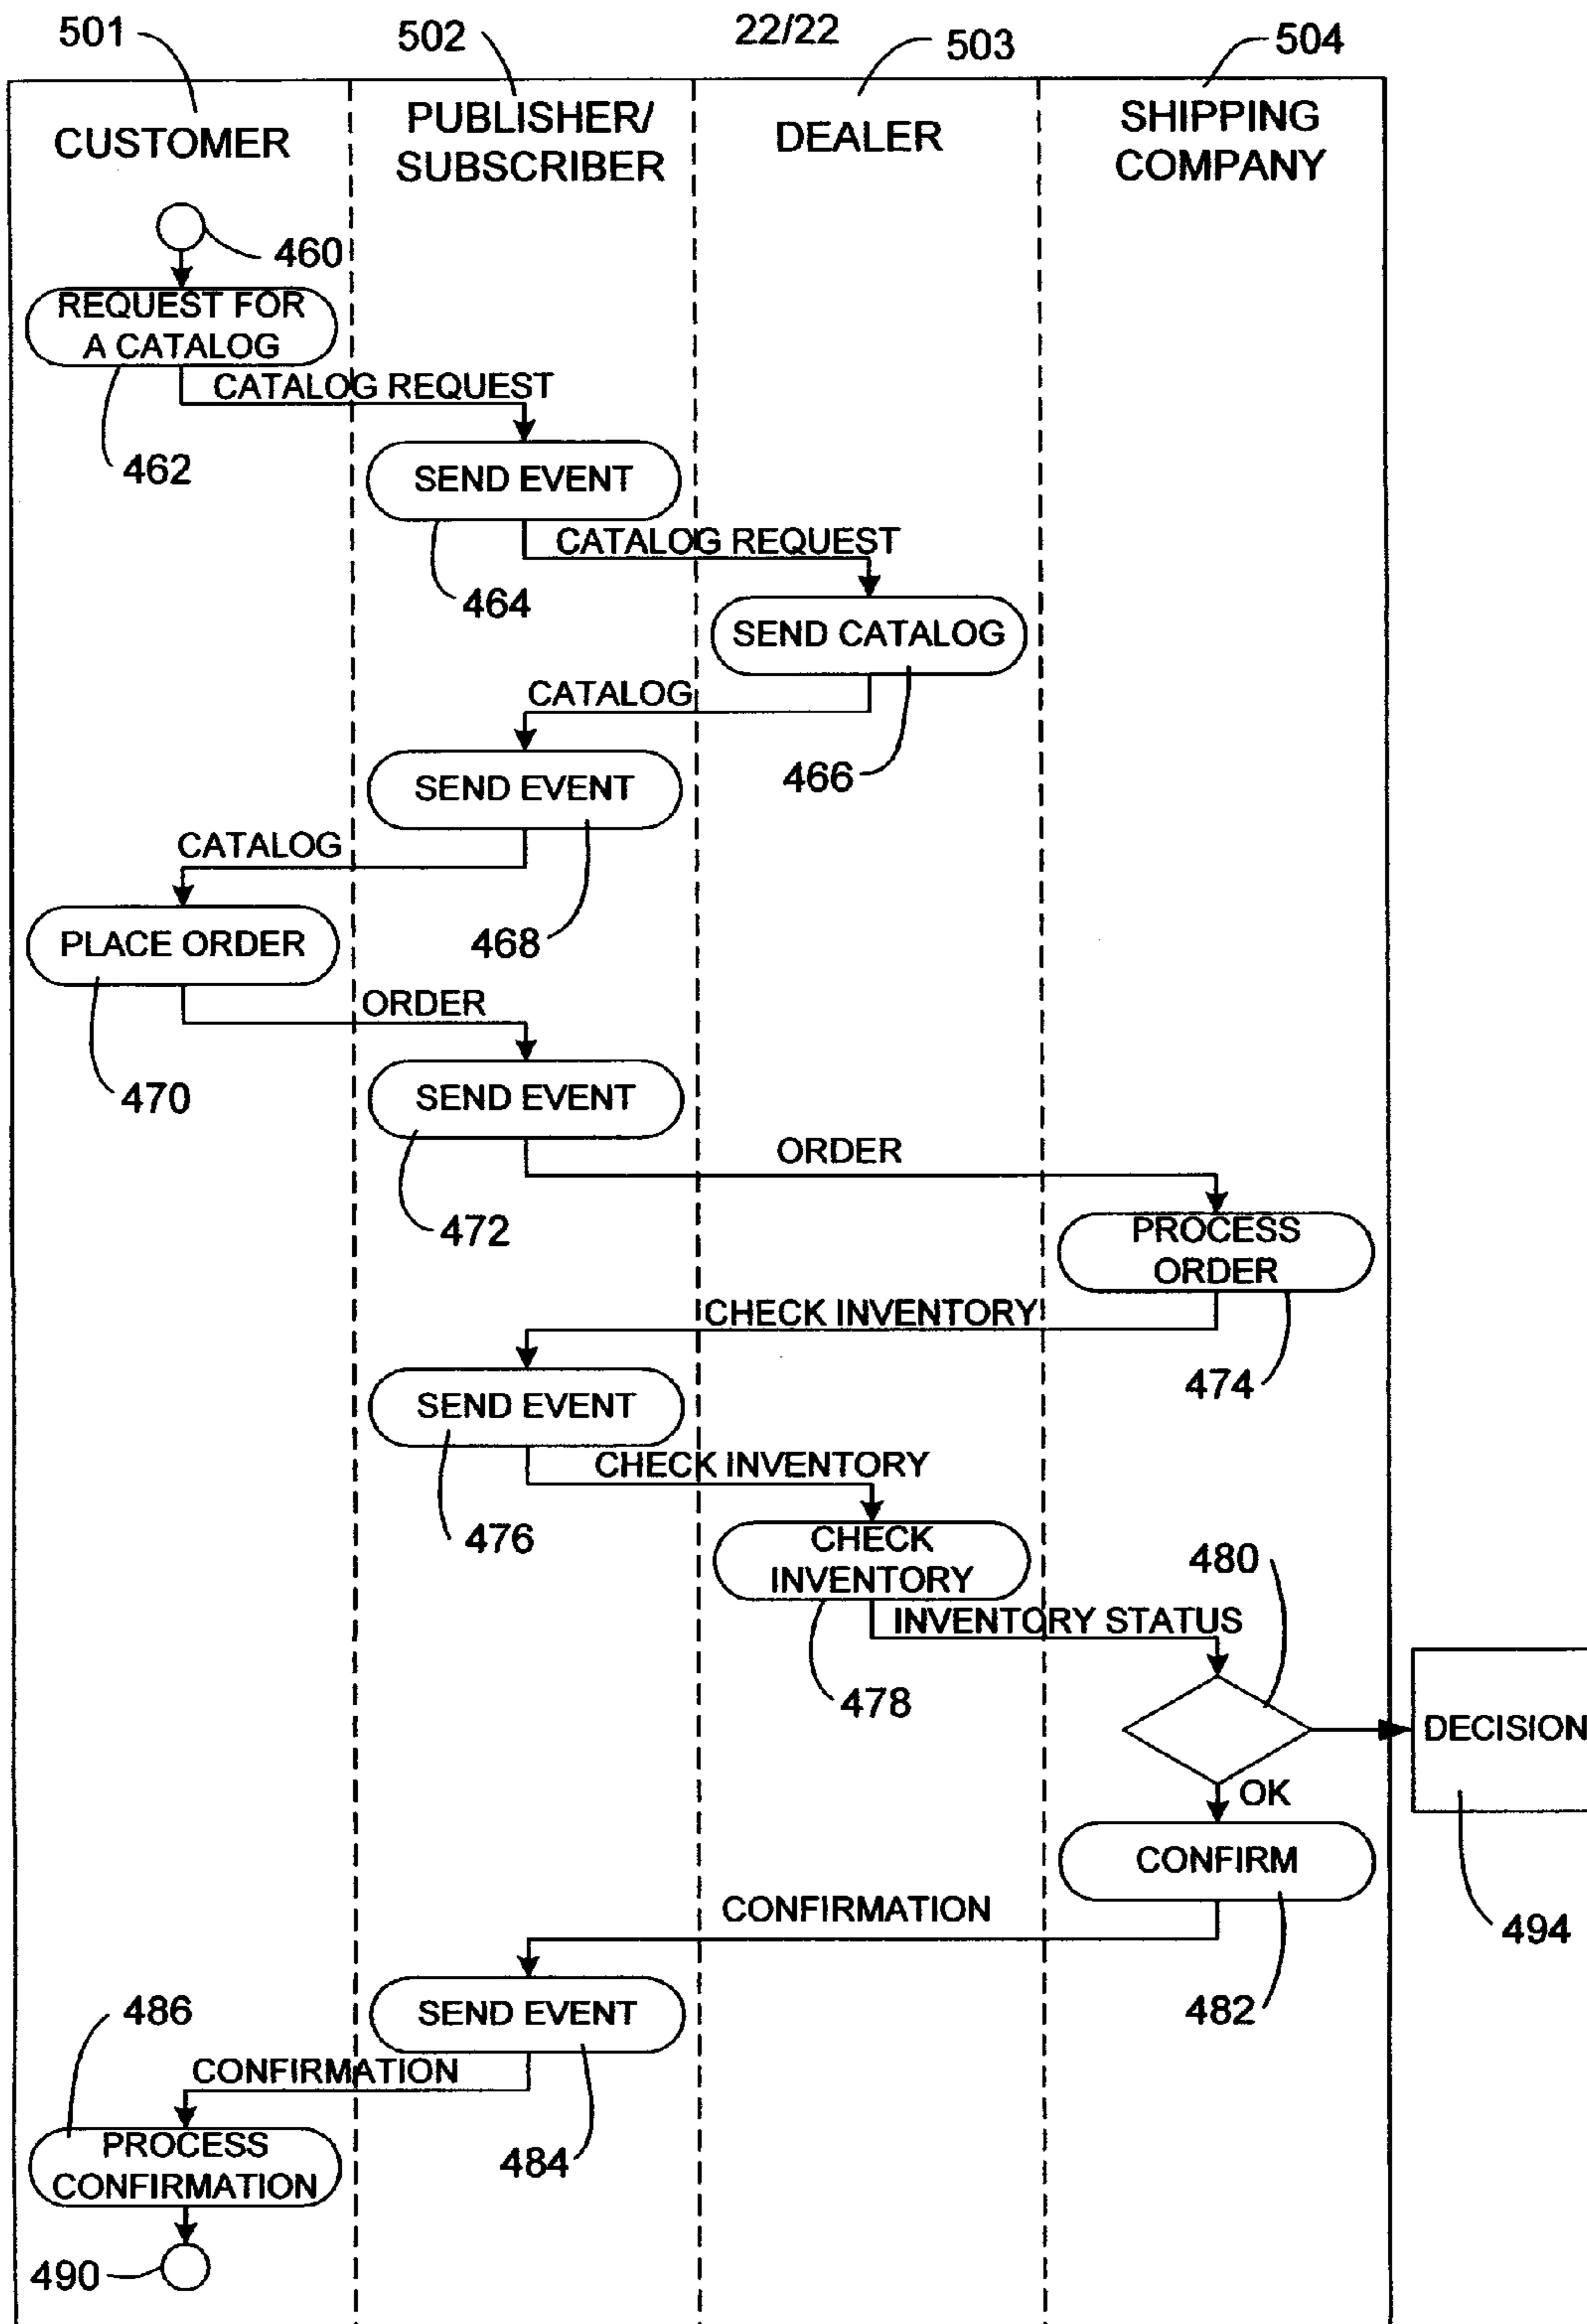 22/22
501
502
503
504
CUSTOMER
PUBLISHER/
SUBSCRIBER
DEALER
SHIPPING
COMPANY
460
REQUEST FOR
A CATALOG
CATALOG REQUEST
462
SEND EVENT
CATALOG REQUEST
464
SEND CATALOG
CATALOG
466
SEND EVENT
CATALOG
468
PLACE ORDER
ORDER
470
SEND EVENT
ORDER
472
PROCESS
ORDER
CHECK INVENTORY
474
SEND EVENT
CHECK INVENTORY
476
CHECK
INVENTORY
480
INVENTORY STATUS
478
DECISION
OK
CONFIRM
CONFIRMATION
494
482
SEND EVENT
486
CONFIRMATION
484
PROCESS
CONFIRMATION
490